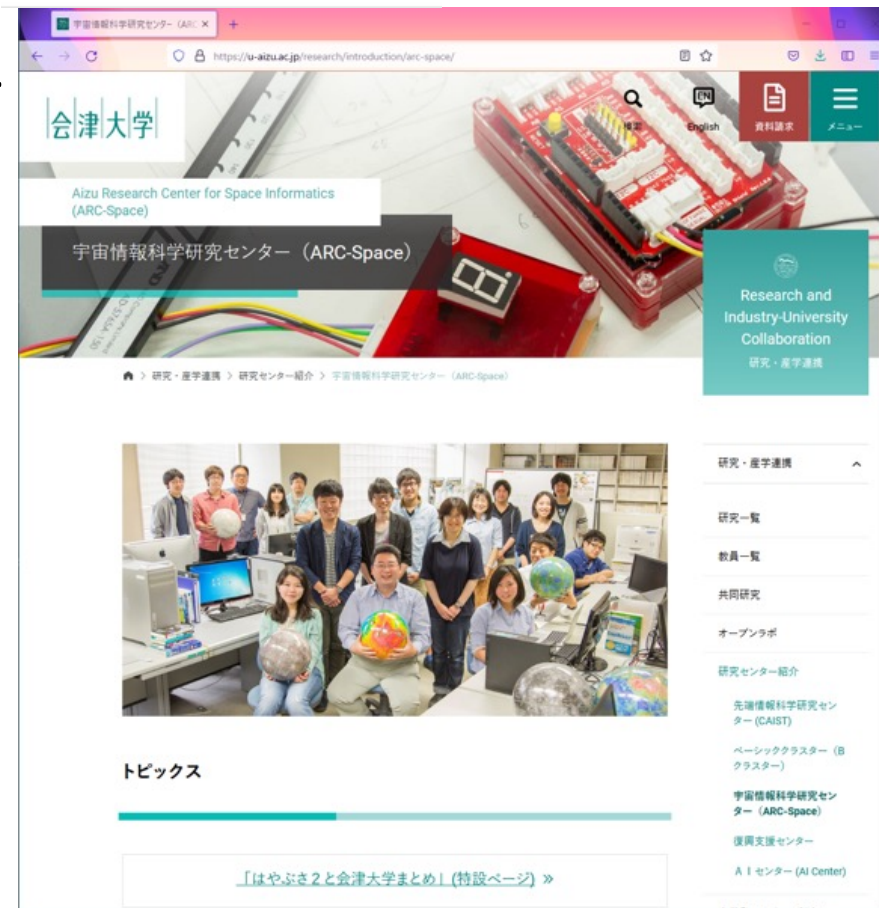 宇宙情報科学研究センター（ARC ×
https://u-aizu.ac.jp/research/introduction/arc-space/
会津大学
English
資料請求
メニュー
Aizu Research Center for Space Informatics
(ARC-Space)
宇宙情報科学研究センター（ARC-Space）
Research and
Industry-University
Collaboration
研究・産学連携
研究・産学連携 > 研究センター紹介 > 宇宙情報科学研究センター（ARC-Space）
研究・産学連携
研究一覧
教員一覧
共同研究
オープンラボ
研究センター紹介
先端情報科学研究セン
ター (CAIST)
ベーシッククラスター（B
クラスター）
宇宙情報科学研究セン
ター（ARC-Space）
復興支援センター
ＡＩセンター (AI Center)
トピックス
「はやぶさ２と会津大学まとめ」(特設ページ) »